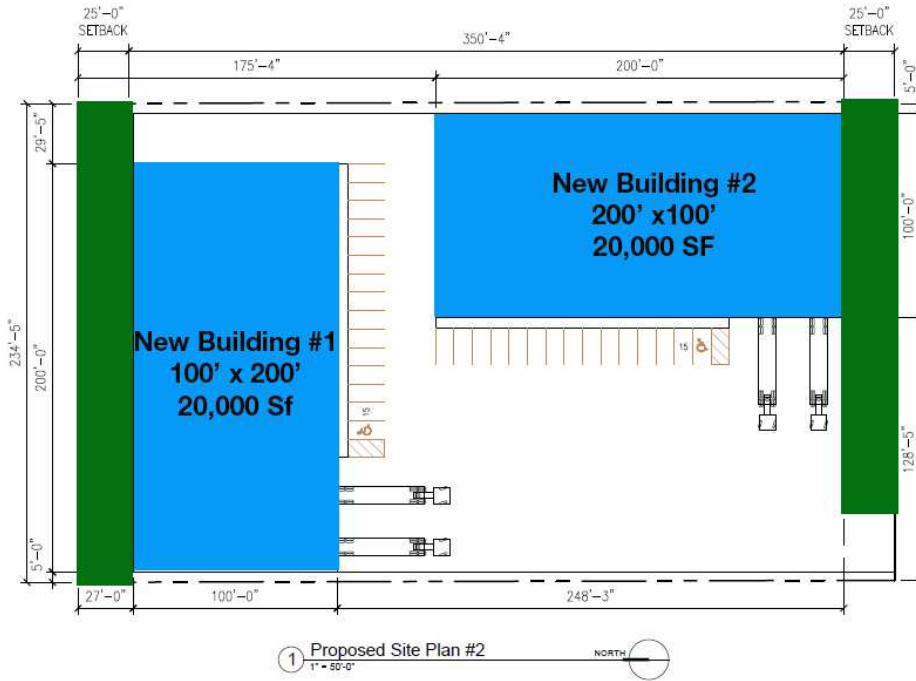 25'-0"
SETBACK
25'-0"
SETBACK
350'-4"
175'-4"
200'-0"
5'-0"
29'-5"
New Building #2
200' x100'
20,000 SF
100'-0"
234'-5"
200'-0"
New Building #1
100' x 200'
20,000 Sf
15
15
128'-5"
5'-0"
27'-0"
100'-0"
248'-3"
1
Proposed Site Plan #2
1" = 50'-0"
NORTH